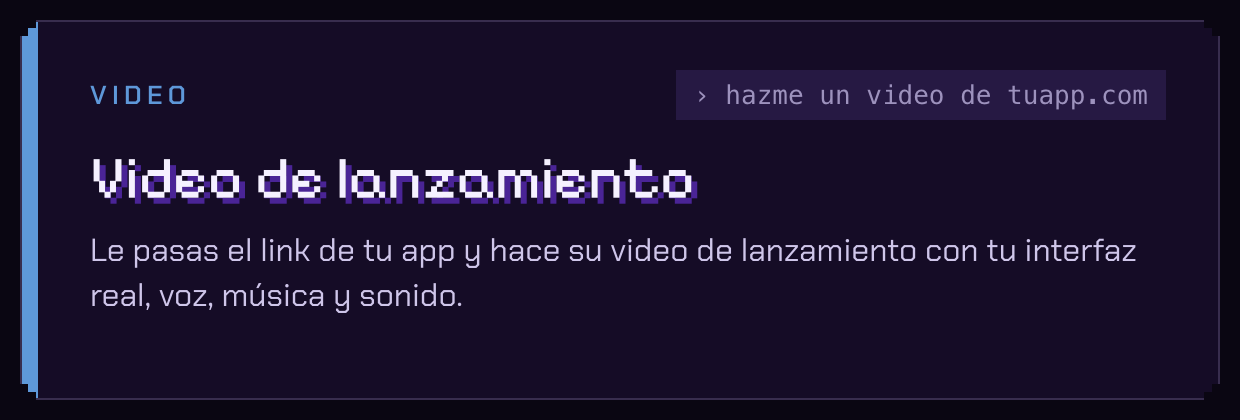 VIDEO
› hazme un video de tuapp.com
Video de lanzamiento
Le pasas el link de tu app y hace su video de lanzamiento con tu interfaz
real, voz, música y sonido.